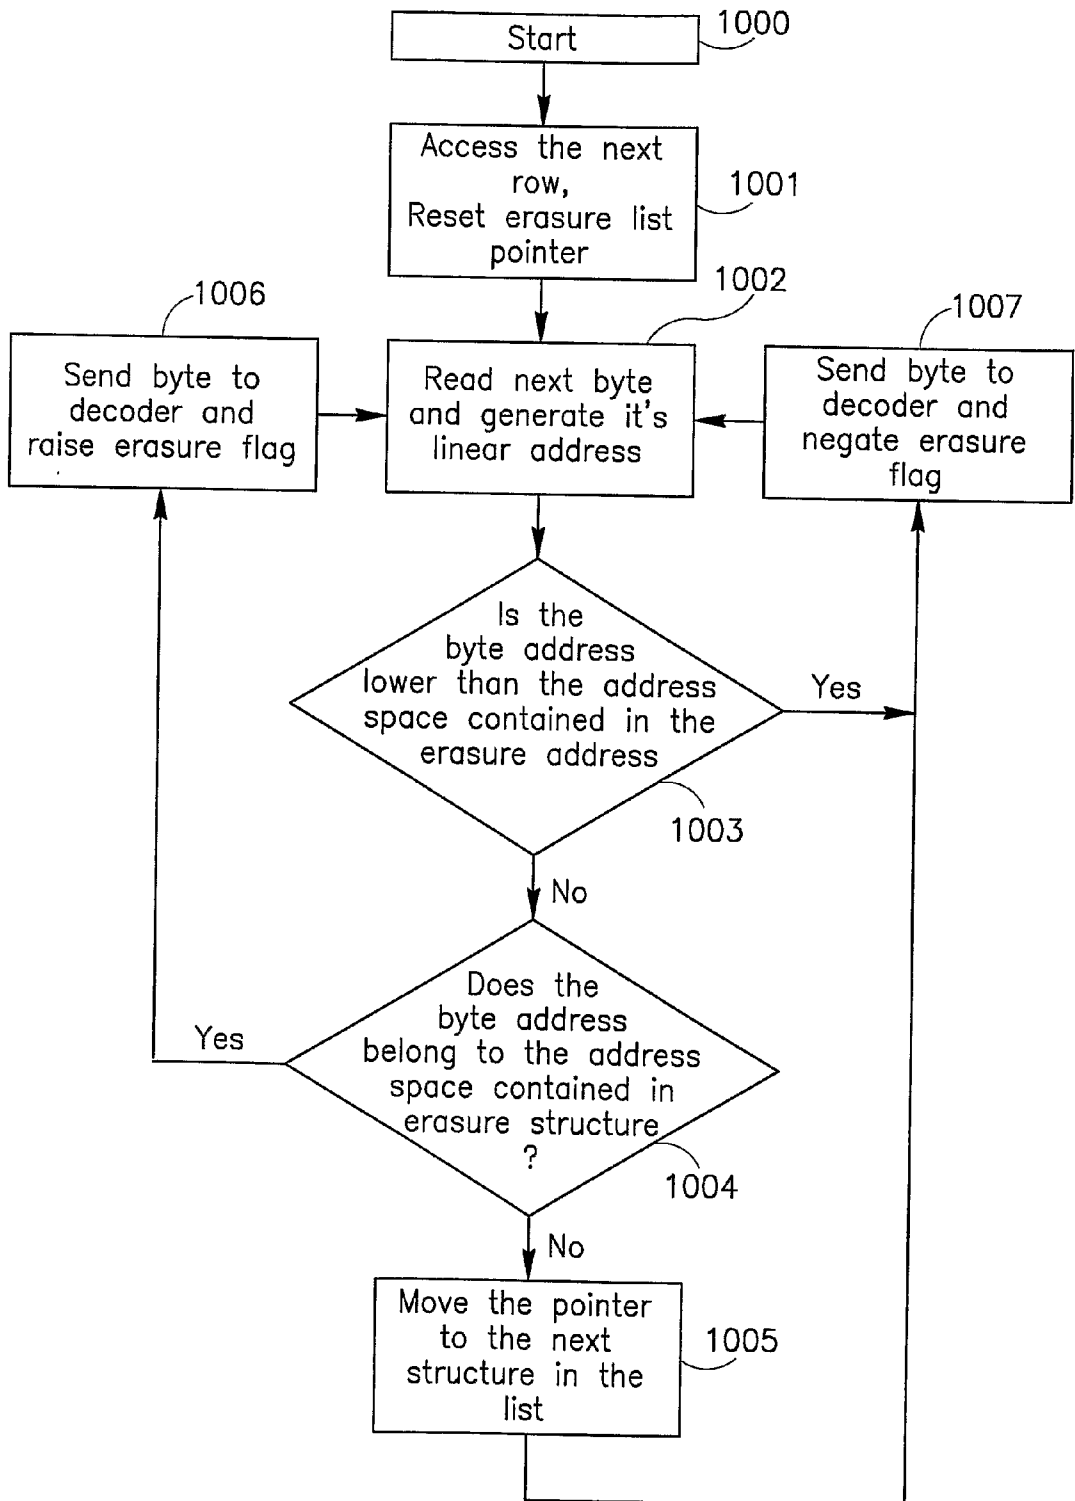 Start
1000
Access the next
row,
Reset erasure list
pointer
1001
1002
1006
1007
Send byte to
decoder and
raise erasure flag
Read next byte
and generate it's
linear address
Send byte to
decoder and
negate erasure
flag
Is the
byte address
lower than the address
space contained in the
erasure address
Yes
1003
No
Does the
byte address
belong to the address
space contained in
erasure structure
?
Yes
1004
No
Move the pointer
to the next
structure in the
list
1005